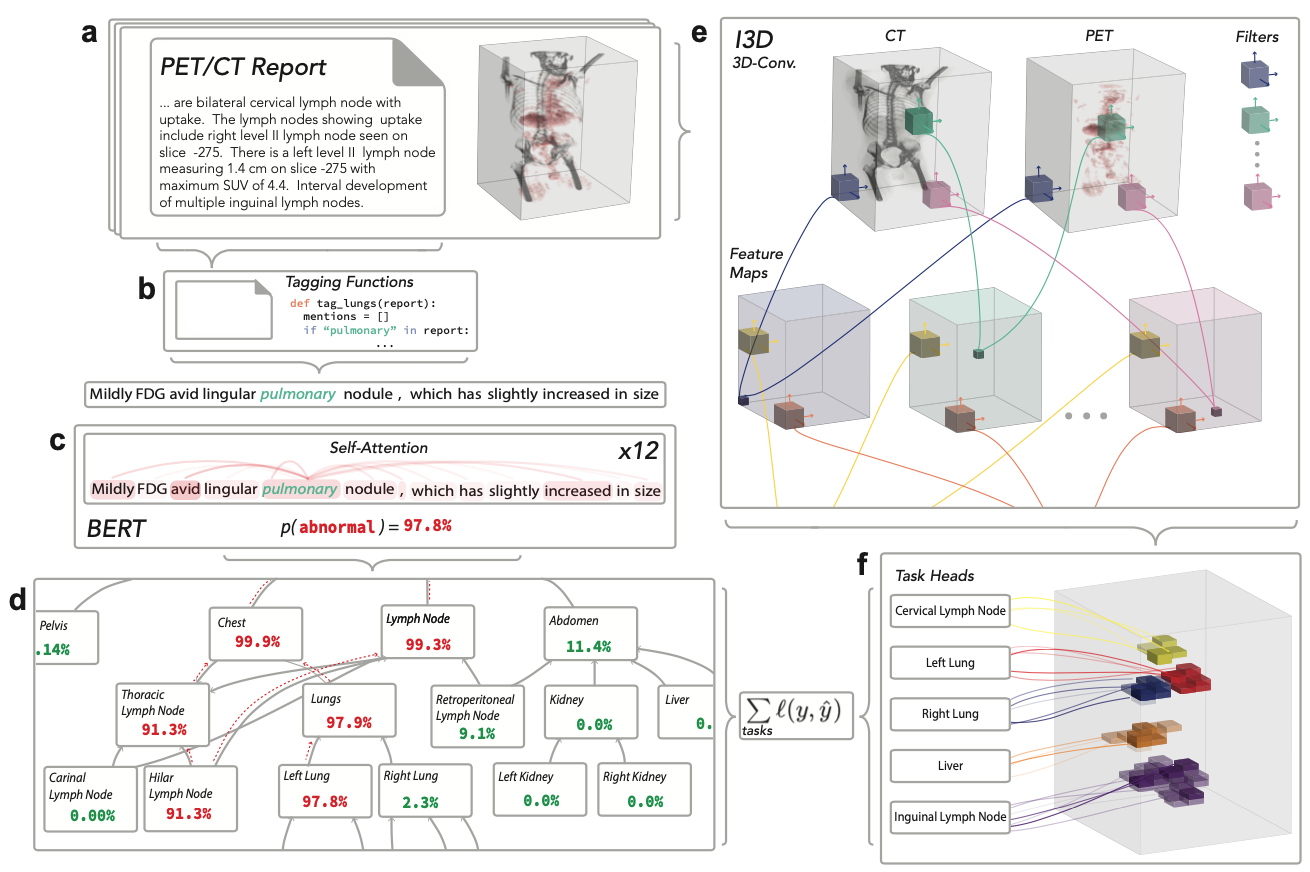 a
PET/CT Report
... are bilateral cervical lymph node with
uptake. The lymph nodes showing uptake
include right level II lymph node seen on
slice -275. There is a left level II lymph node
measuring 1.4 cm on slice -275 with
maximum SUV of 4.4. Interval development
of multiple inguinal lymph nodes.
b
Tagging Functions
def tag_lungs(report):
mentions = []
if “pulmonary” in report:
...
Mildly FDG avid lingular pulmonary nodule , which has slightly increased in size
c
Self-Attention
x12
Mildly FDG avid lingular pulmonary nodule , which has slightly increased in size
BERT
p(abnormal) = 97.8%
d
Pelvis
.14%
Chest
99.9%
Lymph Node
99.3%
Abdomen
11.4%
Thoracic
Lymph Node
91.3%
Lungs
97.9%
Retroperitoneal
Lymph Node
9.1%
Kidney
0.0%
Liver
0.
Carinal
Lymph Node
0.00%
Hilar
Lymph Node
91.3%
Left Lung
97.8%
Right Lung
2.3%
Left Kidney
0.0%
Right Kidney
0.0%
∑ ℓ(y, ŷ)
tasks
e
I3D
3D-Conv.
CT
PET
Filters
Feature
Maps
f
Task Heads
Cervical Lymph Node
Left Lung
Right Lung
Liver
Inguinal Lymph Node